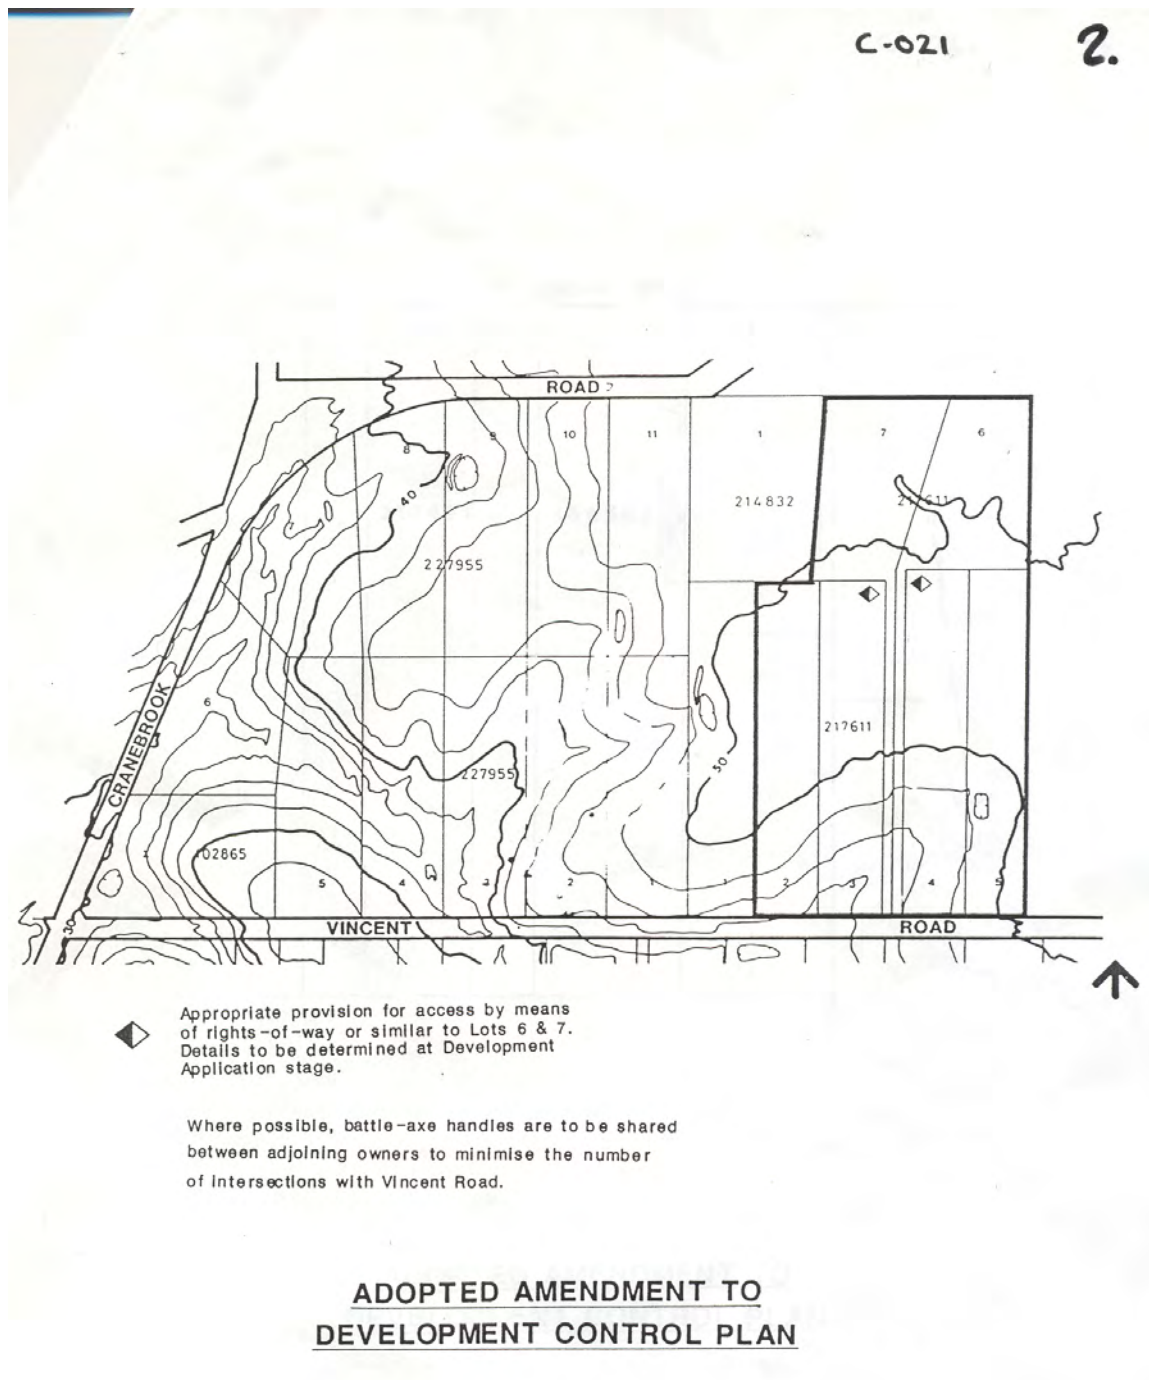 C-021
2.
ROAD
8
9
10
11
1
7
6
40
214832
217611
227955
6
CRANEBROOK
50
217611
227955
102865
5
4
3
2
1
1
2
3
4
5
VINCENT
ROAD
30
Appropriate provision for access by means
of rights-of-way or similar to Lots 6 & 7.
Details to be determined at Development
Application stage.
Where possible, battle-axe handles are to be shared
between adjoining owners to minimise the number
of intersections with Vincent Road.
ADOPTED AMENDMENT TO
DEVELOPMENT CONTROL PLAN